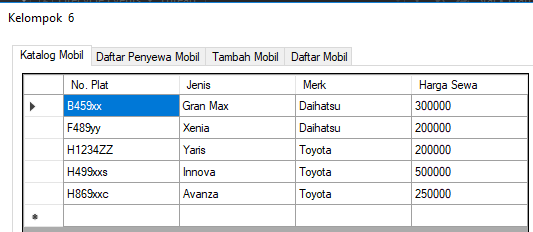 Kelompok 6
Katalog Mobil Daftar Penyewa Mobil Tambah Mobil Daftar Mobil
No. Plat Jenis Merk Harga Sewa
B459xx Gran Max Daihatsu 300000
F489yy Xenia Daihatsu 200000
H1234ZZ Yaris Toyota 200000
H499xxs Innova Toyota 500000
H869xxc Avanza Toyota 250000